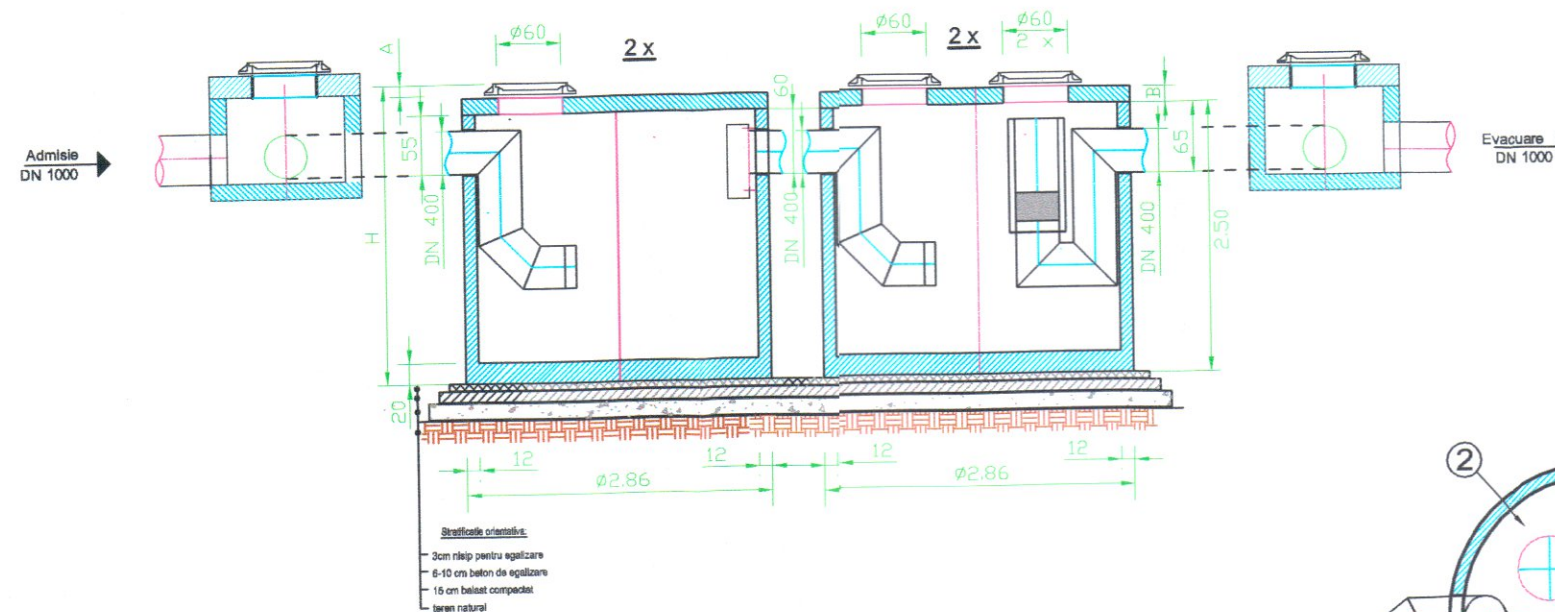 A
Ø60
2 x
Ø60
2 x
Ø60
2 x
60
B
Admisie
DN 1000
55
65
Evacuare
DN 1000
H
DN 400
DN 400
DN 400
2.50
20
12
12
12
12
Ø2.86
Ø2.86
2
Stratificatie orientativa:
3cm nisip pentru egalizare
6-10 cm beton de egalizare
15 cm balast compactat
teren natural